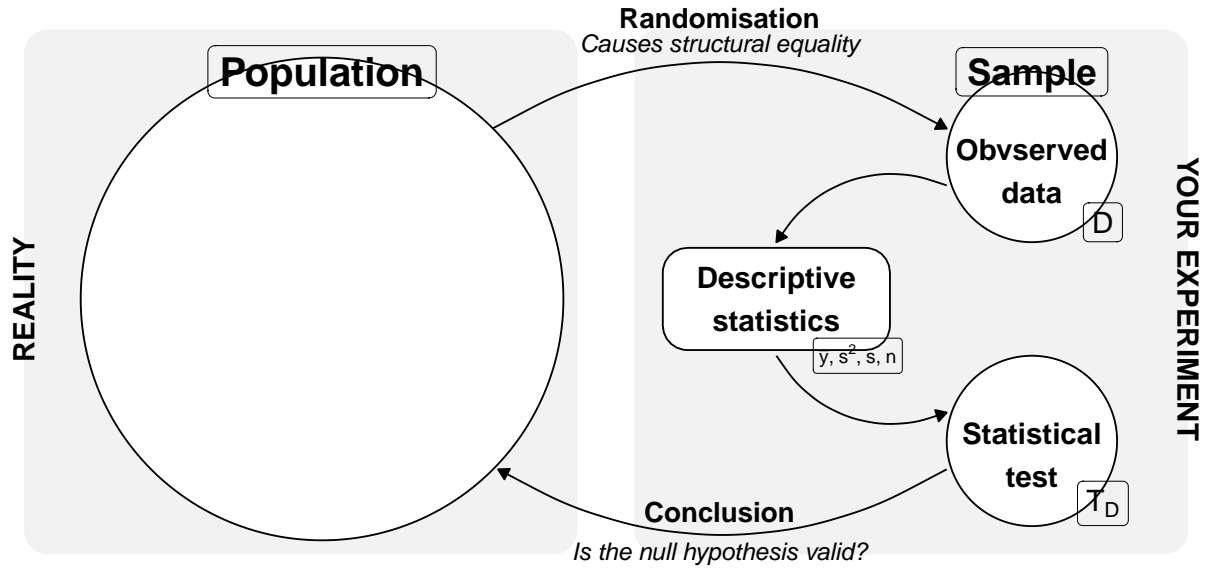 Randomisation
Causes structural equality
Population
Sample
Obvserved
data
D
REALITY
YOUR EXPERIMENT
Descriptive
statistics
y, s², s, n
Statistical
test
T_D
Conclusion
Is the null hypothesis valid?